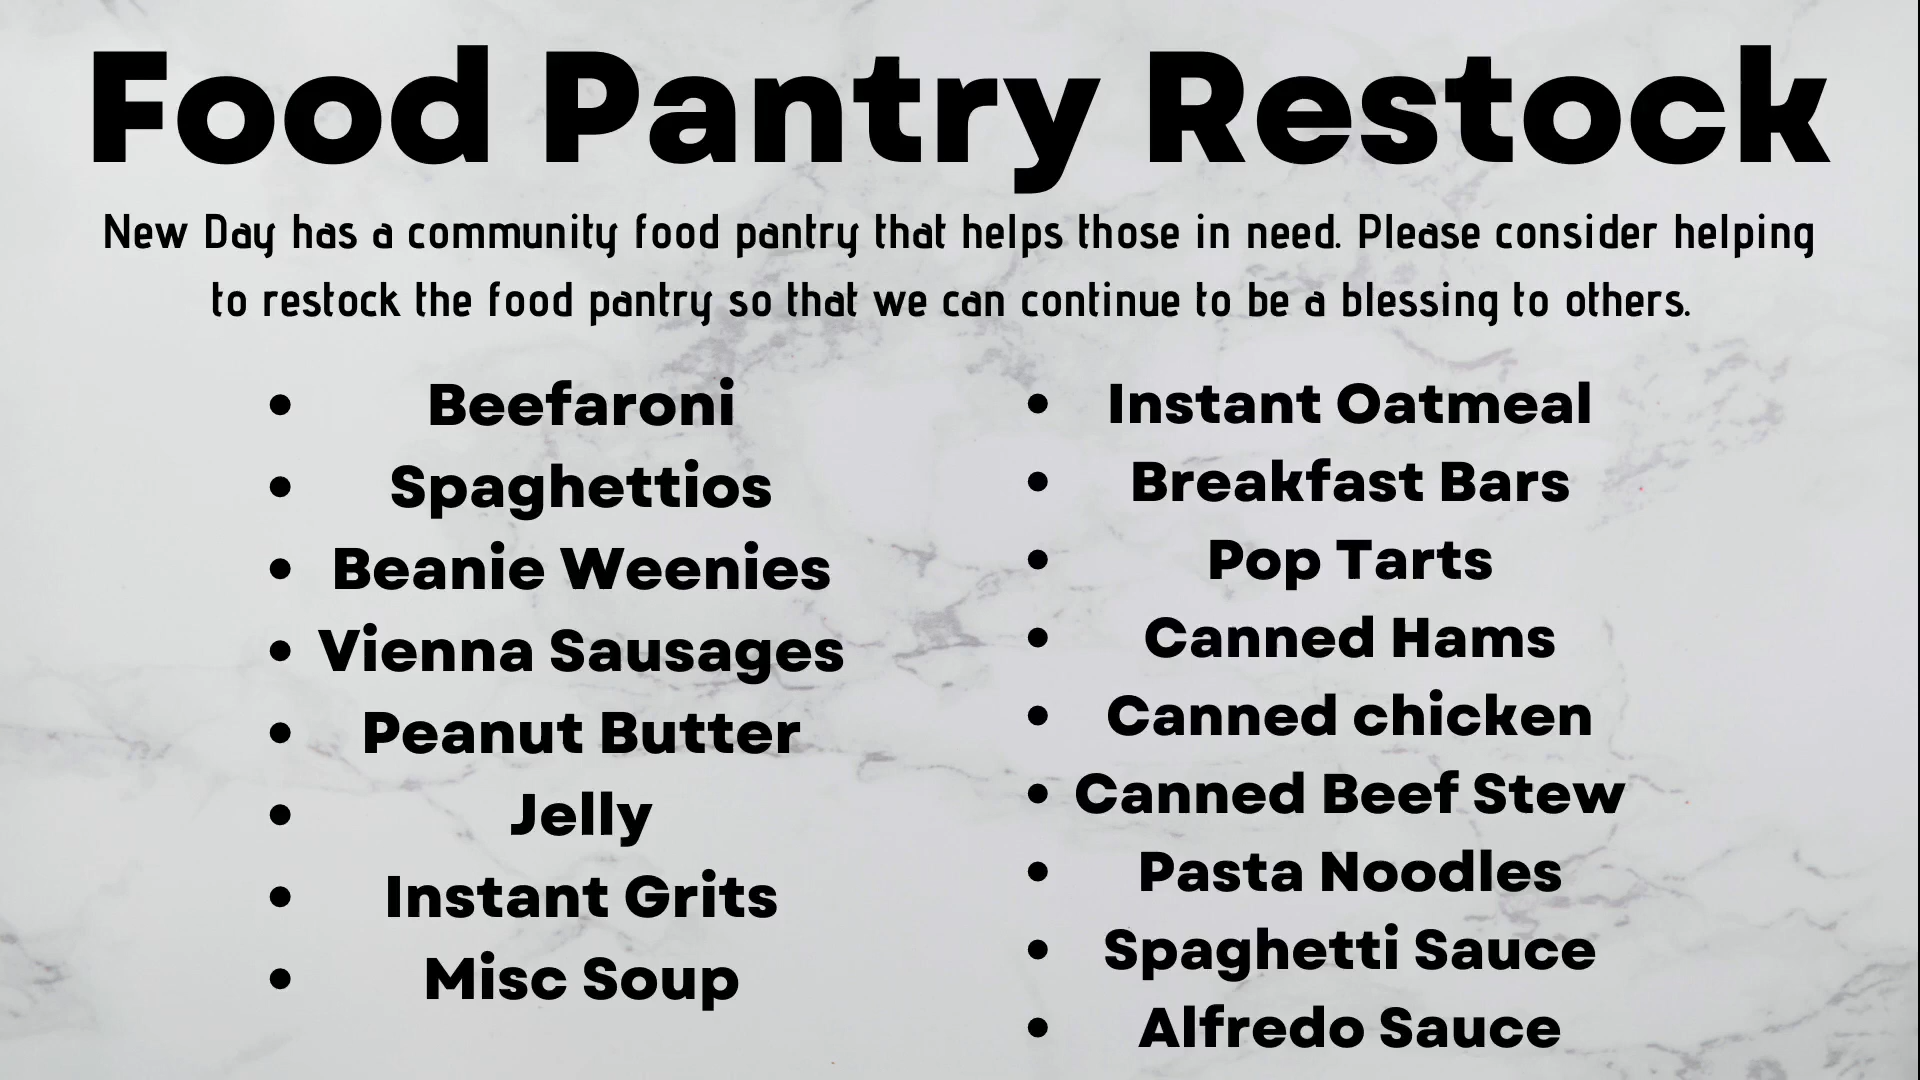 Food Pantry Restock
New Day has a community food pantry that helps those in need. Please consider helping
to restock the food pantry so that we can continue to be a blessing to others.
• Beefaroni
• Spaghettios
• Beanie Weenies
• Vienna Sausages
• Peanut Butter
• Jelly
• Instant Grits
• Misc Soup
• Instant Oatmeal
• Breakfast Bars
• Pop Tarts
• Canned Hams
• Canned chicken
• Canned Beef Stew
• Pasta Noodles
• Spaghetti Sauce
• Alfredo Sauce